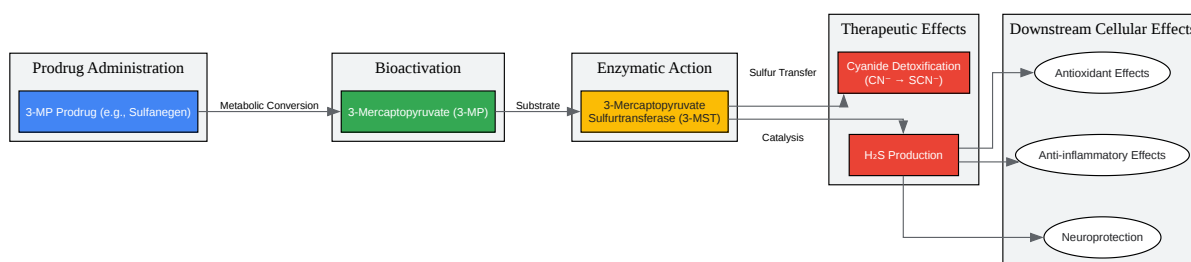 Prodrug Administration
3-MP Prodrug (e.g., Sulfanegen)
Metabolic Conversion
Bioactivation
3-Mercaptopyruvate (3-MP)
Substrate
Enzymatic Action
3-Mercaptopyruvate
Sulfurtransferase (3-MST)
Sulfur Transfer
Catalysis
Therapeutic Effects
Cyanide Detoxification
(CN⁻ → SCN⁻)
H₂S Production
Downstream Cellular Effects
Antioxidant Effects
Anti-inflammatory Effects
Neuroprotection